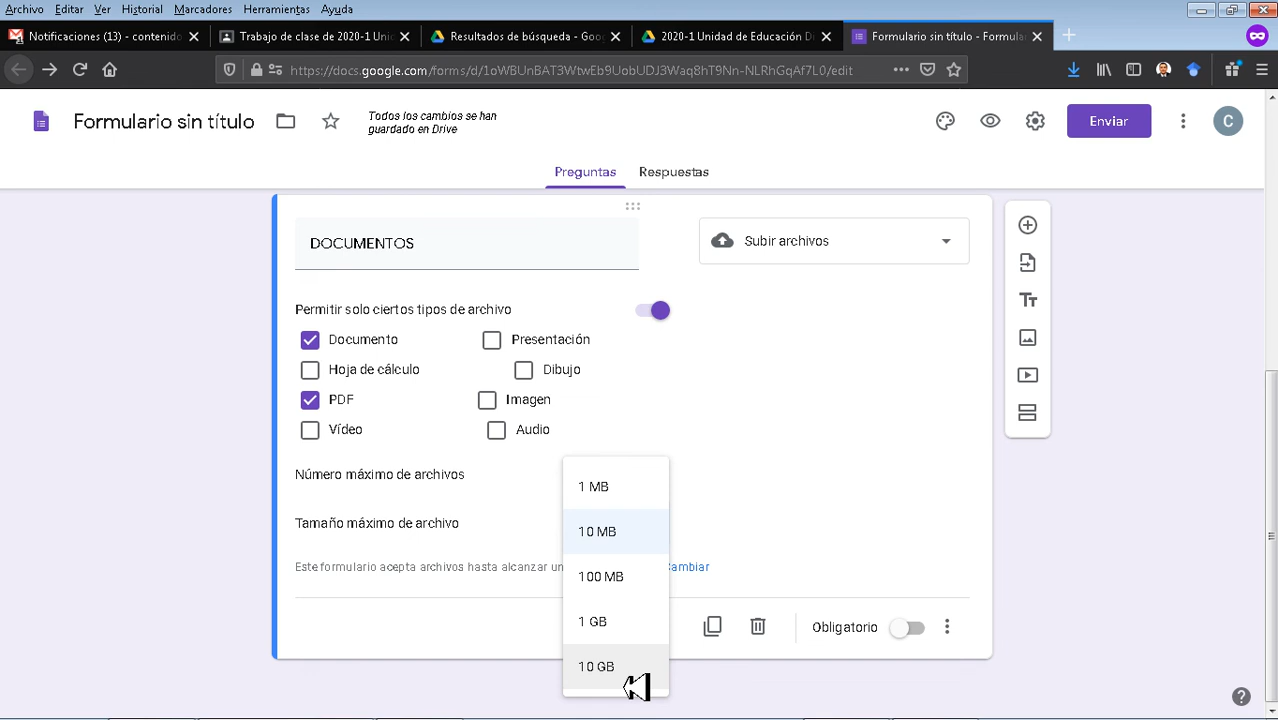 Archivo Editar Ver Historial Marcadores Herramientas Ayuda
Notificaciones (13) - contenido
Trabajo de clase de 2020-1 Uni
Resultados de búsqueda - Goo
2020-1 Unidad de Educación Di
Formulario sin título - Formula
https://docs.google.com/forms/d/1oWBUnBAT3WtwEb9UobUDJ3Waq8hT9Nn-NLRhGqAf7L0/edit
Formulario sin título
Todos los cambios se han
guardado en Drive
Enviar
C
Preguntas Respuestas
DOCUMENTOS
Subir archivos
Permitir solo ciertos tipos de archivo
Documento Presentación
Hoja de cálculo Dibujo
PDF Imagen
Vídeo Audio
Número máximo de archivos
1 MB
Tamaño máximo de archivo
10 MB
Este formulario acepta archivos hasta alcanzar un Cambiar
100 MB
1 GB
Obligatorio
10 GB